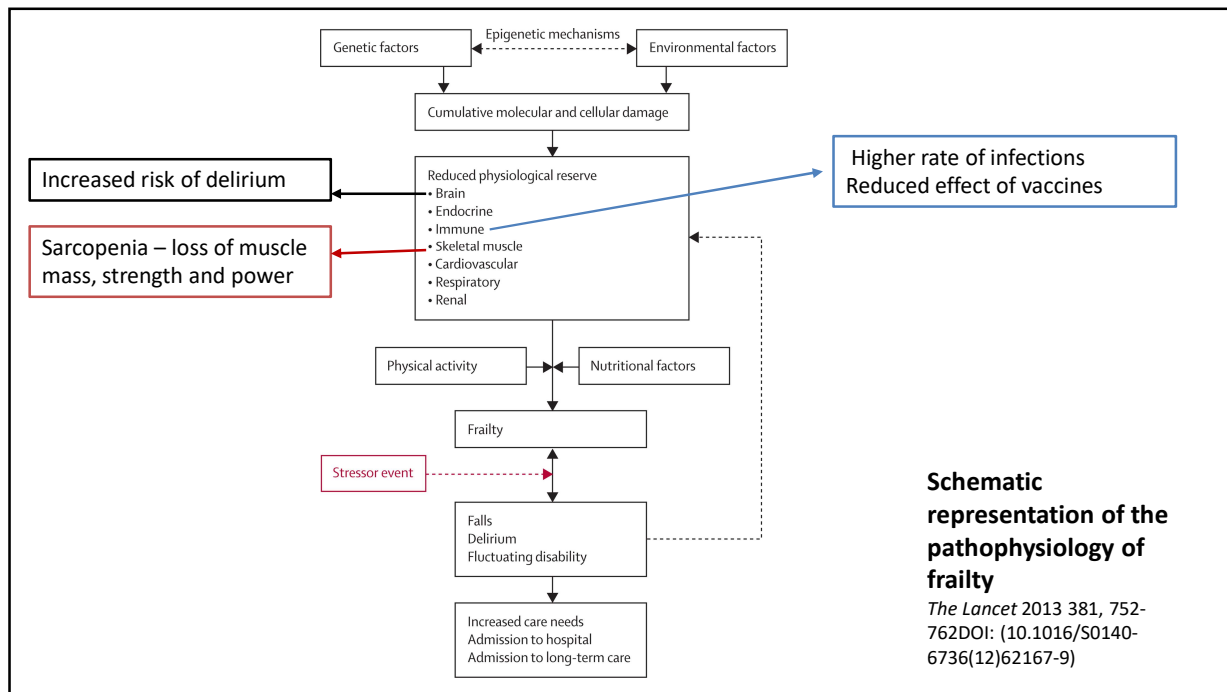 Epigenetic mechanisms
Genetic factors
Environmental factors
Cumulative molecular and cellular damage
Increased risk of delirium
Sarcopenia – loss of muscle
mass, strength and power
Reduced physiological reserve
• Brain
• Endocrine
• Immune
• Skeletal muscle
• Cardiovascular
• Respiratory
• Renal
Higher rate of infections
Reduced effect of vaccines
Physical activity
Nutritional factors
Frailty
Stressor event
Falls
Delirium
Fluctuating disability
Increased care needs
Admission to hospital
Admission to long-term care
Schematic
representation of the
pathophysiology of
frailty
The Lancet 2013 381, 752-
762DOI: (10.1016/S0140-
6736(12)62167-9)